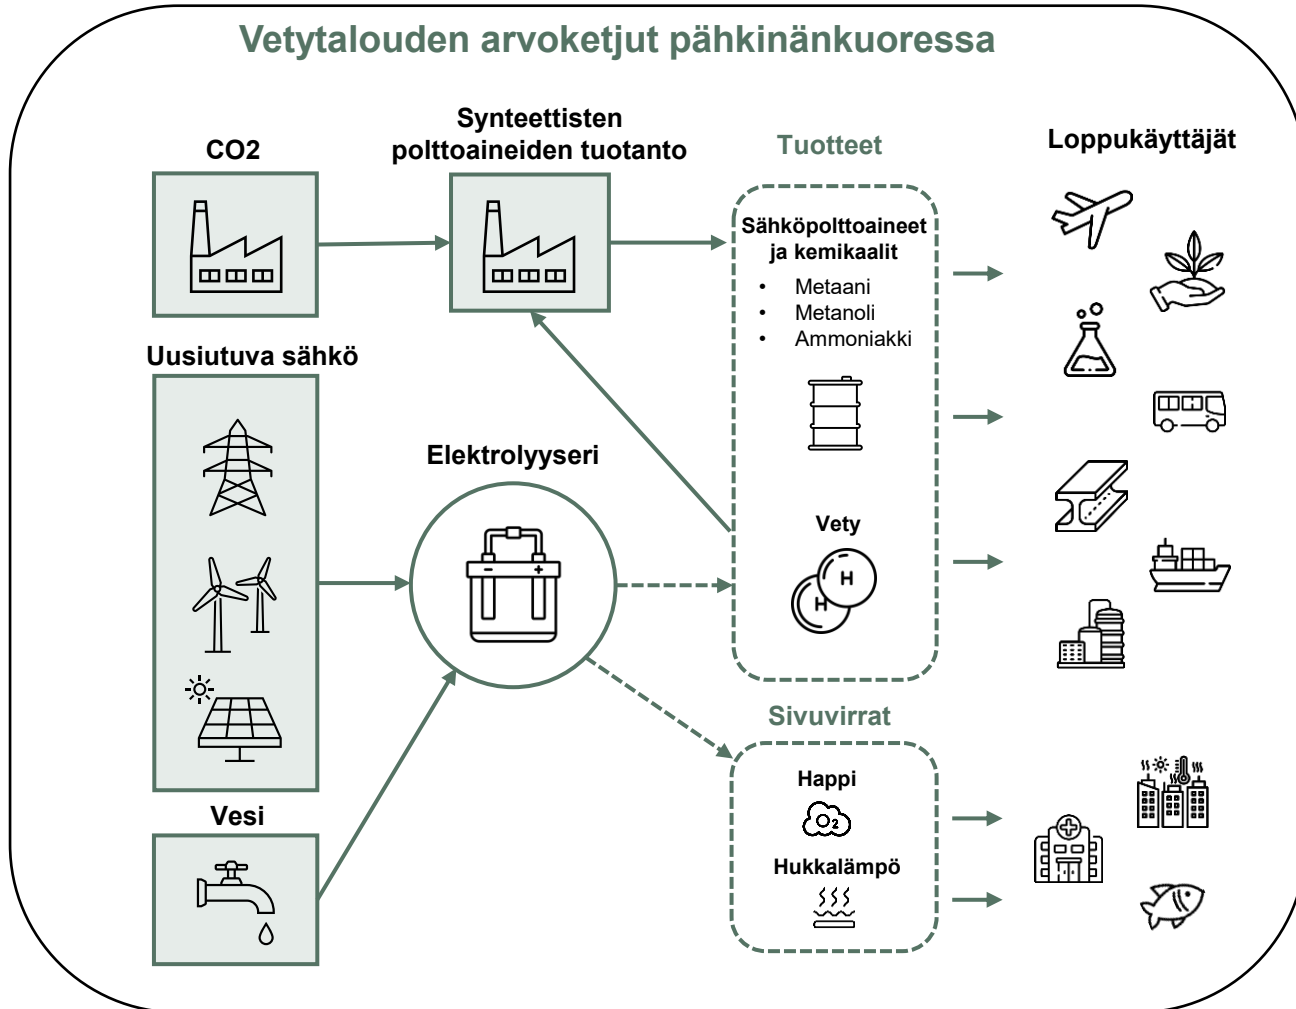 Vetytalouden arvoketjut pähkinänkuoressa
CO2
Synteettisten
polttoaineiden tuotanto
Tuotteet
Loppukäyttäjät
Sähköpolttoaineet
ja kemikaalit
• Metaani
• Metanoli
• Ammoniakki
Uusiutuva sähkö
Elektrolyyseri
- +
Vety
H
H
Vesi
Sivuvirrat
Happi
O2
Hukkalämpö